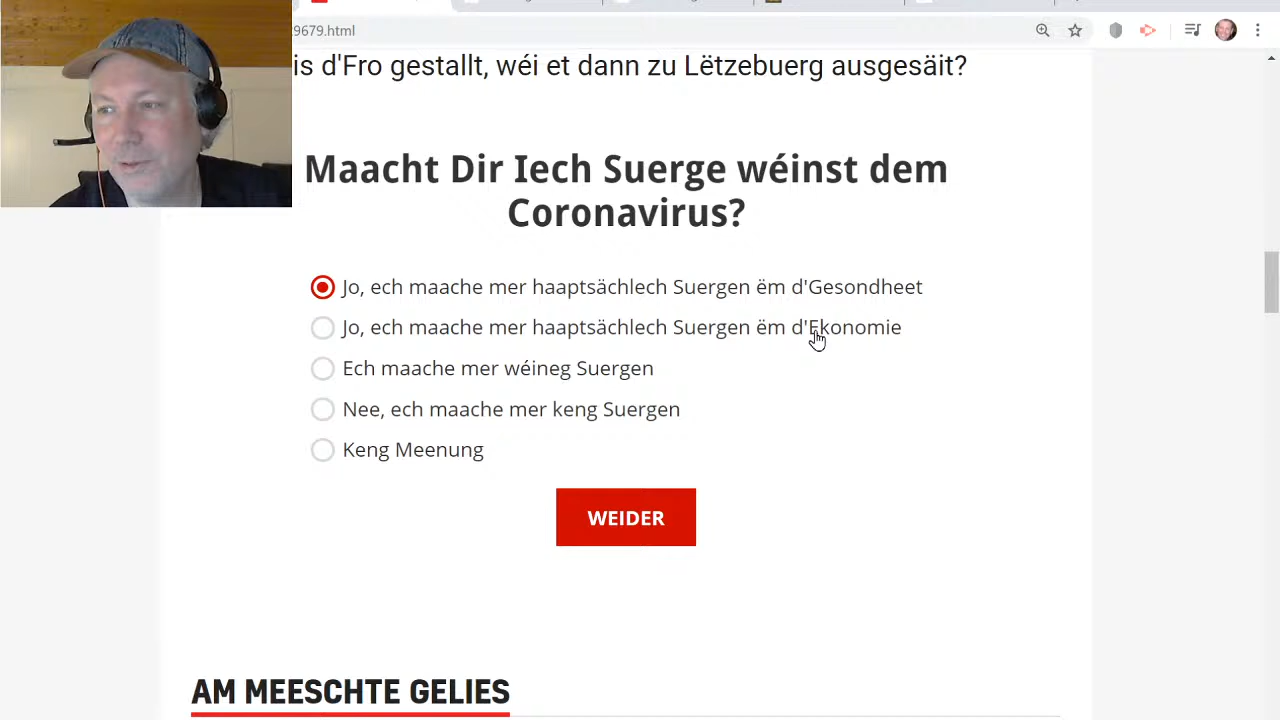 9679.html
is d'Fro gestallt, wéi et dann zu Lëtzebuerg ausgesäit?
Maacht Dir Iech Suerge wéinst dem
Coronavirus?
Jo, ech maache mer haaptsächlech Suergen ëm d'Gesondheet
Jo, ech maache mer haaptsächlech Suergen ëm d'Ekonomie
Ech maache mer wéineg Suergen
Nee, ech maache mer keng Suergen
Keng Meenung
WEIDER
AM MEESCHTE GELIES